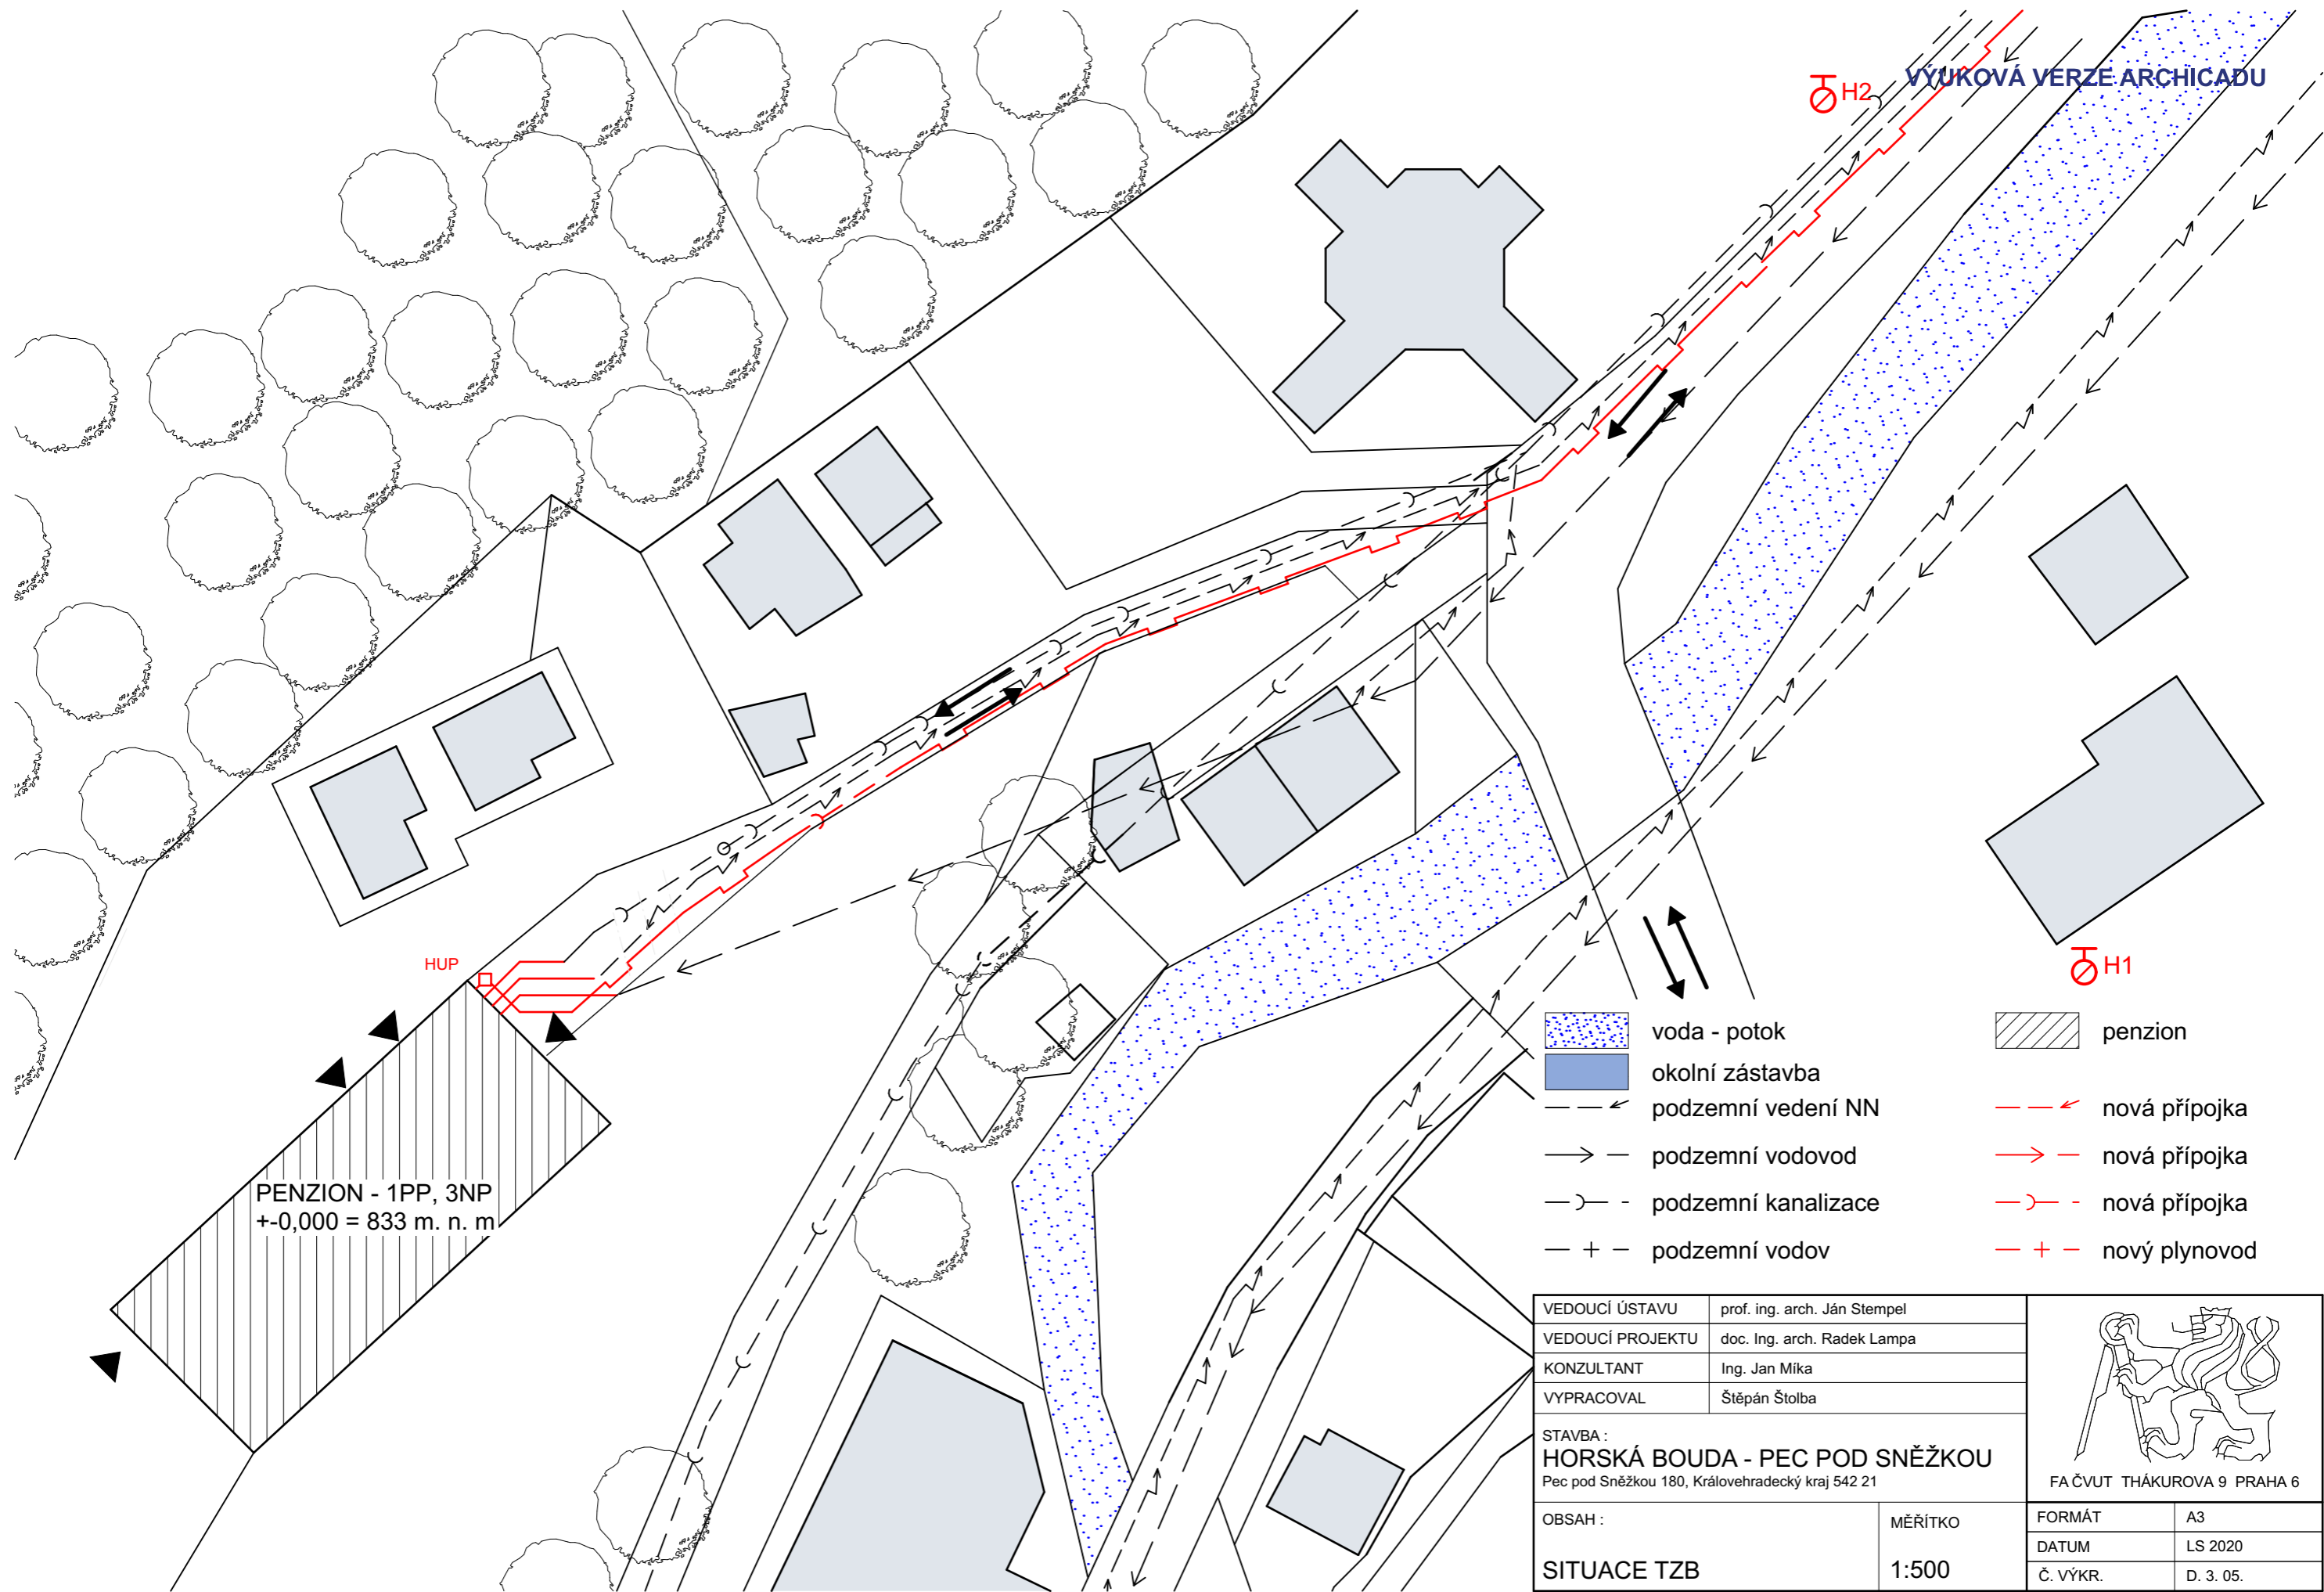 H2 VÝUKOVÁ VERZE ARCHICADU
HUP
H1
PENZION - 1PP, 3NP
+-0,000 = 833 m. n. m
voda - potok
penzion
okolní zástavba
podzemní vedení NN
nová přípojka
podzemní vodovod
nová přípojka
podzemní kanalizace
nová přípojka
podzemní vodov
nový plynovod
VEDOUCÍ ÚSTAVU prof. ing. arch. Ján Stempel
VEDOUCÍ PROJEKTU doc. Ing. arch. Radek Lampa
KONZULTANT Ing. Jan Míka
VYPRACOVAL Štěpán Štolba
STAVBA :
HORSKÁ BOUDA - PEC POD SNĚŽKOU
Pec pod Sněžkou 180, Královehradecký kraj 542 21
FA ČVUT THÁKUROVA 9 PRAHA 6
OBSAH :
SITUACE TZB
MĚŘÍTKO
1:500
FORMÁT A3
DATUM LS 2020
Č. VÝKR. D. 3. 05.